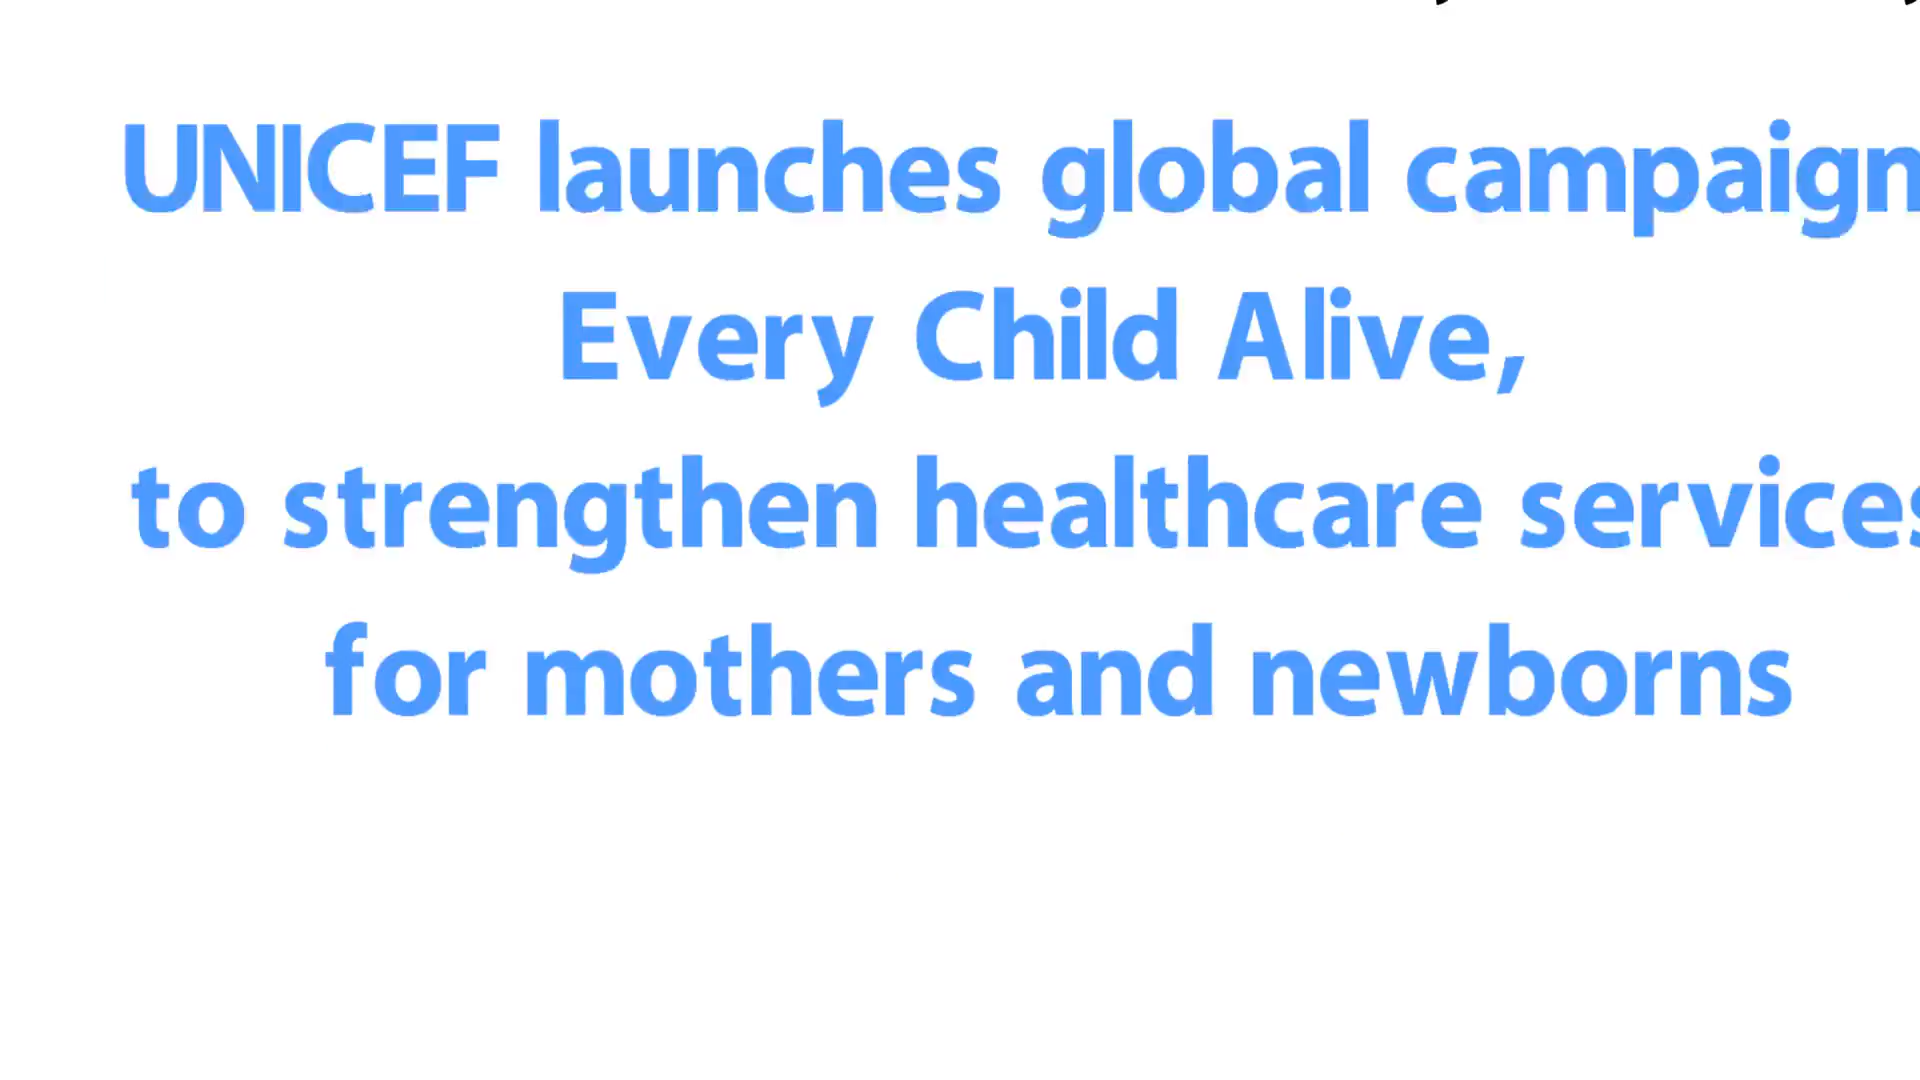 UNICEF launches global campaign
Every Child Alive,
to strengthen healthcare services
for mothers and newborns